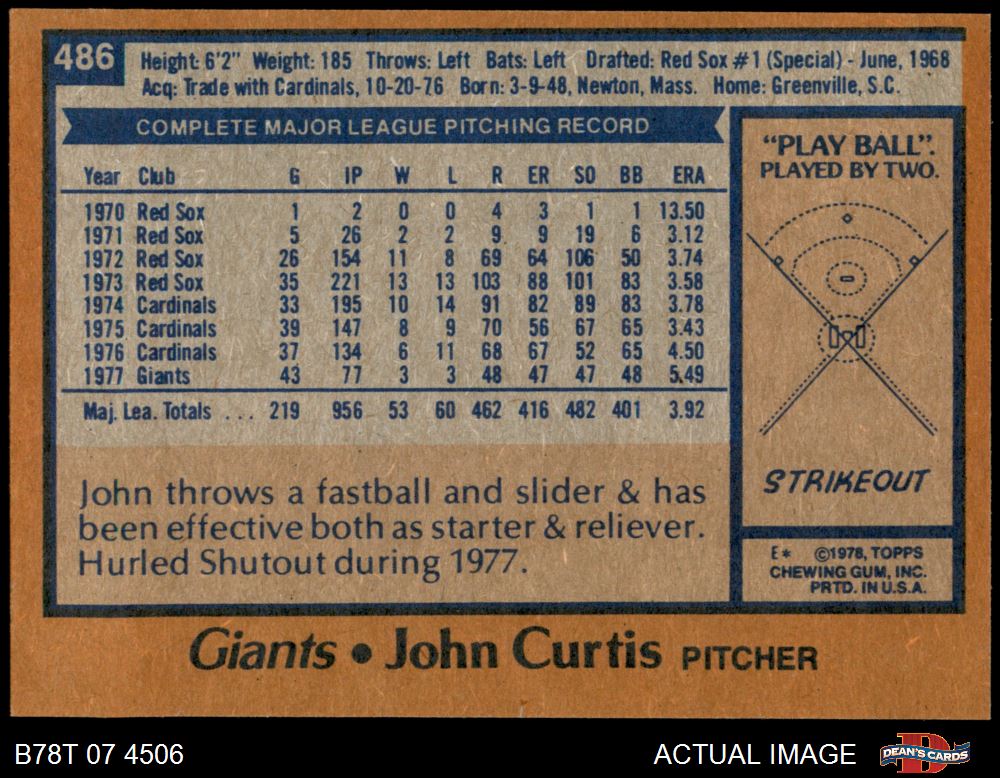 486
Height: 6'2" Weight: 185 Throws: Left Bats: Left Drafted: Red Sox #1 (Special) - June, 1968
Acq: Trade with Cardinals, 10-20-76 Born: 3-9-48, Newton, Mass. Home: Greenville, S.C.
COMPLETE MAJOR LEAGUE PITCHING RECORD
Year Club G IP W L R ER SO BB ERA
1970 Red Sox 1 2 0 0 4 3 1 1 13.50
1971 Red Sox 5 26 2 2 9 9 19 6 3.12
1972 Red Sox 26 154 11 8 69 64 106 50 3.74
1973 Red Sox 35 221 13 13 103 88 101 83 3.58
1974 Cardinals 33 195 10 14 91 82 89 83 3.78
1975 Cardinals 39 147 8 9 70 56 67 65 3.43
1976 Cardinals 37 134 6 11 68 67 52 65 4.50
1977 Giants 43 77 3 3 48 47 47 48 5.49
Maj. Lea. Totals ... 219 956 53 60 462 416 482 401 3.92
John throws a fastball and slider & has
been effective both as starter & reliever.
Hurled Shutout during 1977.
"PLAY BALL".
PLAYED BY TWO.
STRIKEOUT
E* ©1978, TOPPS
CHEWING GUM, INC.
PRTD. IN U.S.A.
Giants • John Curtis PITCHER
B78T 07 4506
ACTUAL IMAGE
DEAN'S CARDS